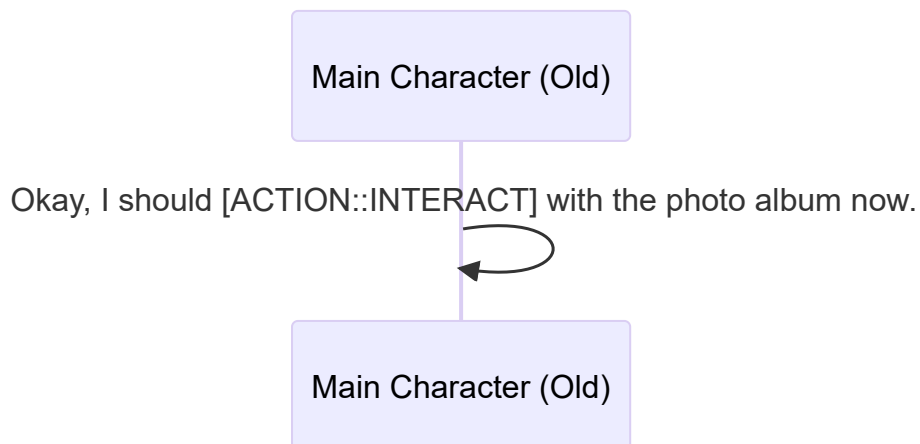 Main Character (Old)
Okay, I should [ACTION::INTERACT] with the photo album now.
Main Character (Old)